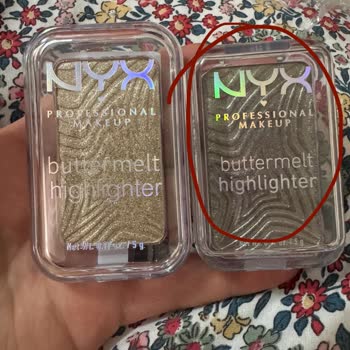 NYX
PROFESSIONAL
MAKEUP
buttermelt
highlighter
NYX
PROFESSIONAL
MAKEUP
buttermelt
highlighter